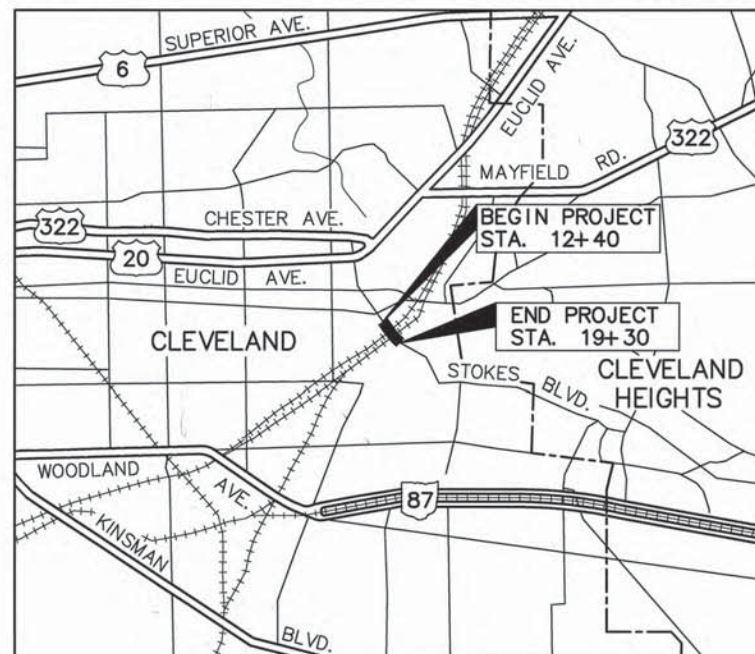 SUPERIOR AVE.
6
EUCLID AVE.
MAYFIELD RD.
322
322
CHESTER AVE.
BEGIN PROJECT
STA. 12+40
20
EUCLID AVE.
END PROJECT
STA. 19+30
CLEVELAND
STOKES BLVD.
CLEVELAND
HEIGHTS
WOODLAND AVE.
87
KINSMAN BLVD.